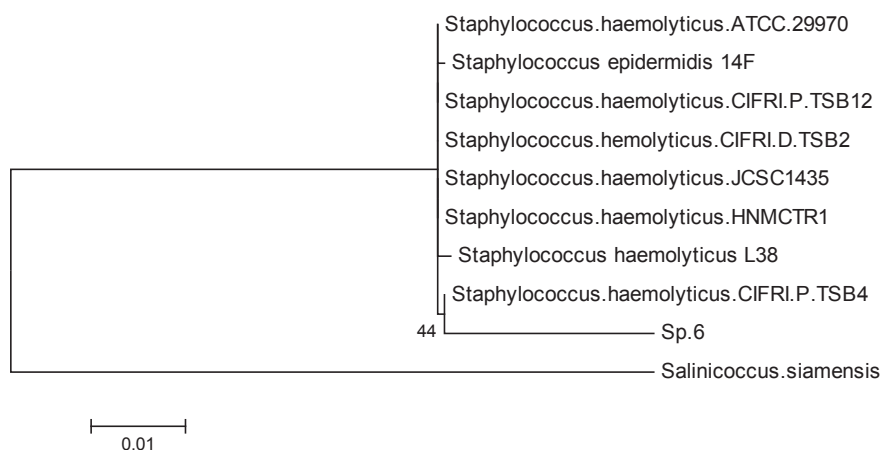 Staphylococcus.haemolyticus.ATCC.29970
Staphylococcus epidermidis 14F
Staphylococcus.haemolyticus.CIFRI.P.TSB12
Staphylococcus.hemolyticus.CIFRI.D.TSB2
Staphylococcus.haemolyticus.JCSC1435
Staphylococcus.haemolyticus.HNMCTR1
Staphylococcus haemolyticus L38
Staphylococcus.haemolyticus.CIFRI.P.TSB4
44
Sp.6
Salinicoccus.siamensis
0.01